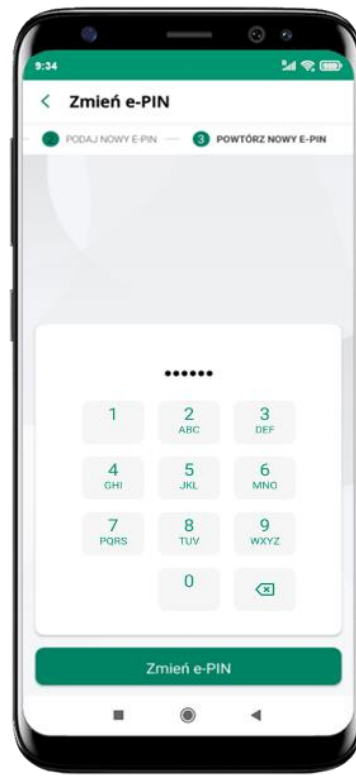 9:34
Zmień e-PIN
2 PODAJ NOWY E-PIN 3 POWTÓRZ NOWY E-PIN
••••••
1 2 3
ABC DEF
4 5 6
GHI JKL MNO
7 8 9
PQRS TUV WXYZ
0
Zmień e-PIN